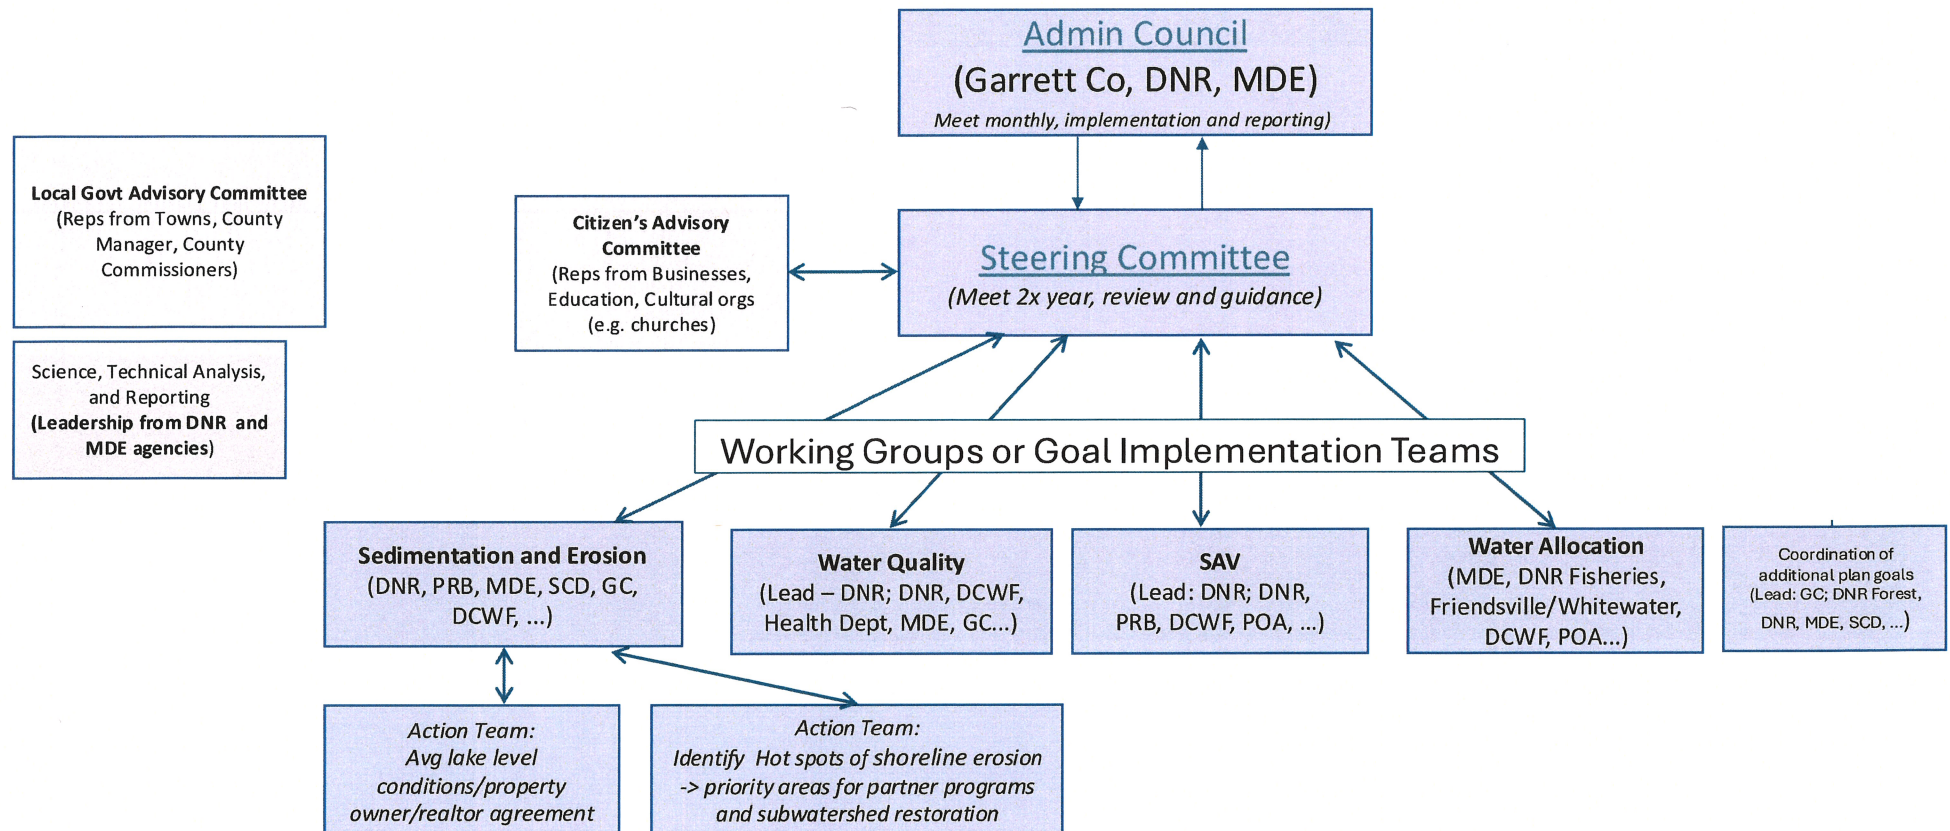 Admin Council
(Garrett Co, DNR, MDE)
Meet monthly, implementation and reporting)
Local Govt Advisory Committee
(Reps from Towns, County
Manager, County
Commissioners)
Citizen's Advisory
Committee
(Reps from Businesses,
Education, Cultural orgs
(e.g. churches)
Steering Committee
(Meet 2x year, review and guidance)
Science, Technical Analysis,
and Reporting
(Leadership from DNR and
MDE agencies)
Working Groups or Goal Implementation Teams
Sedimentation and Erosion
(DNR, PRB, MDE, SCD, GC,
DCWF, ...)
Water Quality
(Lead – DNR; DNR, DCWF,
Health Dept, MDE, GC...)
SAV
(Lead: DNR; DNR,
PRB, DCWF, POA, ...)
Water Allocation
(MDE, DNR Fisheries,
Friendsville/Whitewater,
DCWF, POA...)
Coordination of
additional plan goals
(Lead: GC; DNR Forest,
DNR, MDE, SCD, ...)
Action Team:
Avg lake level
conditions/property
owner/realtor agreement
Action Team:
Identify Hot spots of shoreline erosion
-> priority areas for partner programs
and subwatershed restoration